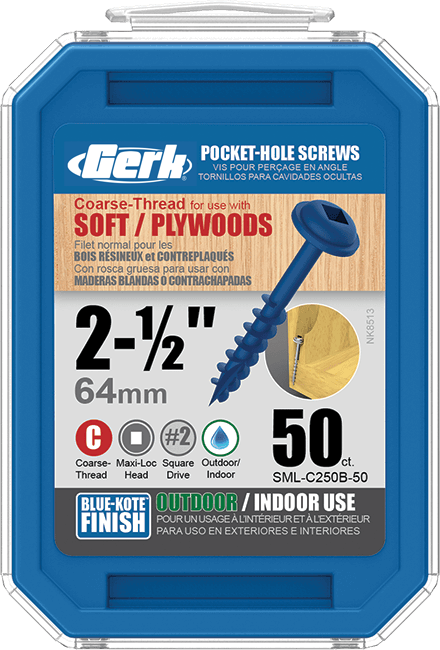 Gerk
POCKET-HOLE SCREWS
VIS POUR PERÇAGE EN ANGLE
TORNILLOS PARA CAVIDADES OCULTAS
Coarse-Thread for use with
SOFT / PLYWOODS
Filet normal pour les
BOIS RÉSINEUX et CONTREPLAQUÉS
Con rosca gruesa para usar con
MADERAS BLANDAS O CONTRACHAPADAS
2-½"
64mm
NK8513
C
#2
Coarse-
Thread
Maxi-Loc
Head
Square
Drive
Outdoor/
Indoor
50 ct.
SML-C250B-50
BLUE-KOTE™
FINISH
OUTDOOR / INDOOR USE
POUR UN USAGE À L'INTÉRIEUR ET À L'EXTÉRIEUR
PARA USO EN EXTERIORES E INTERIORES